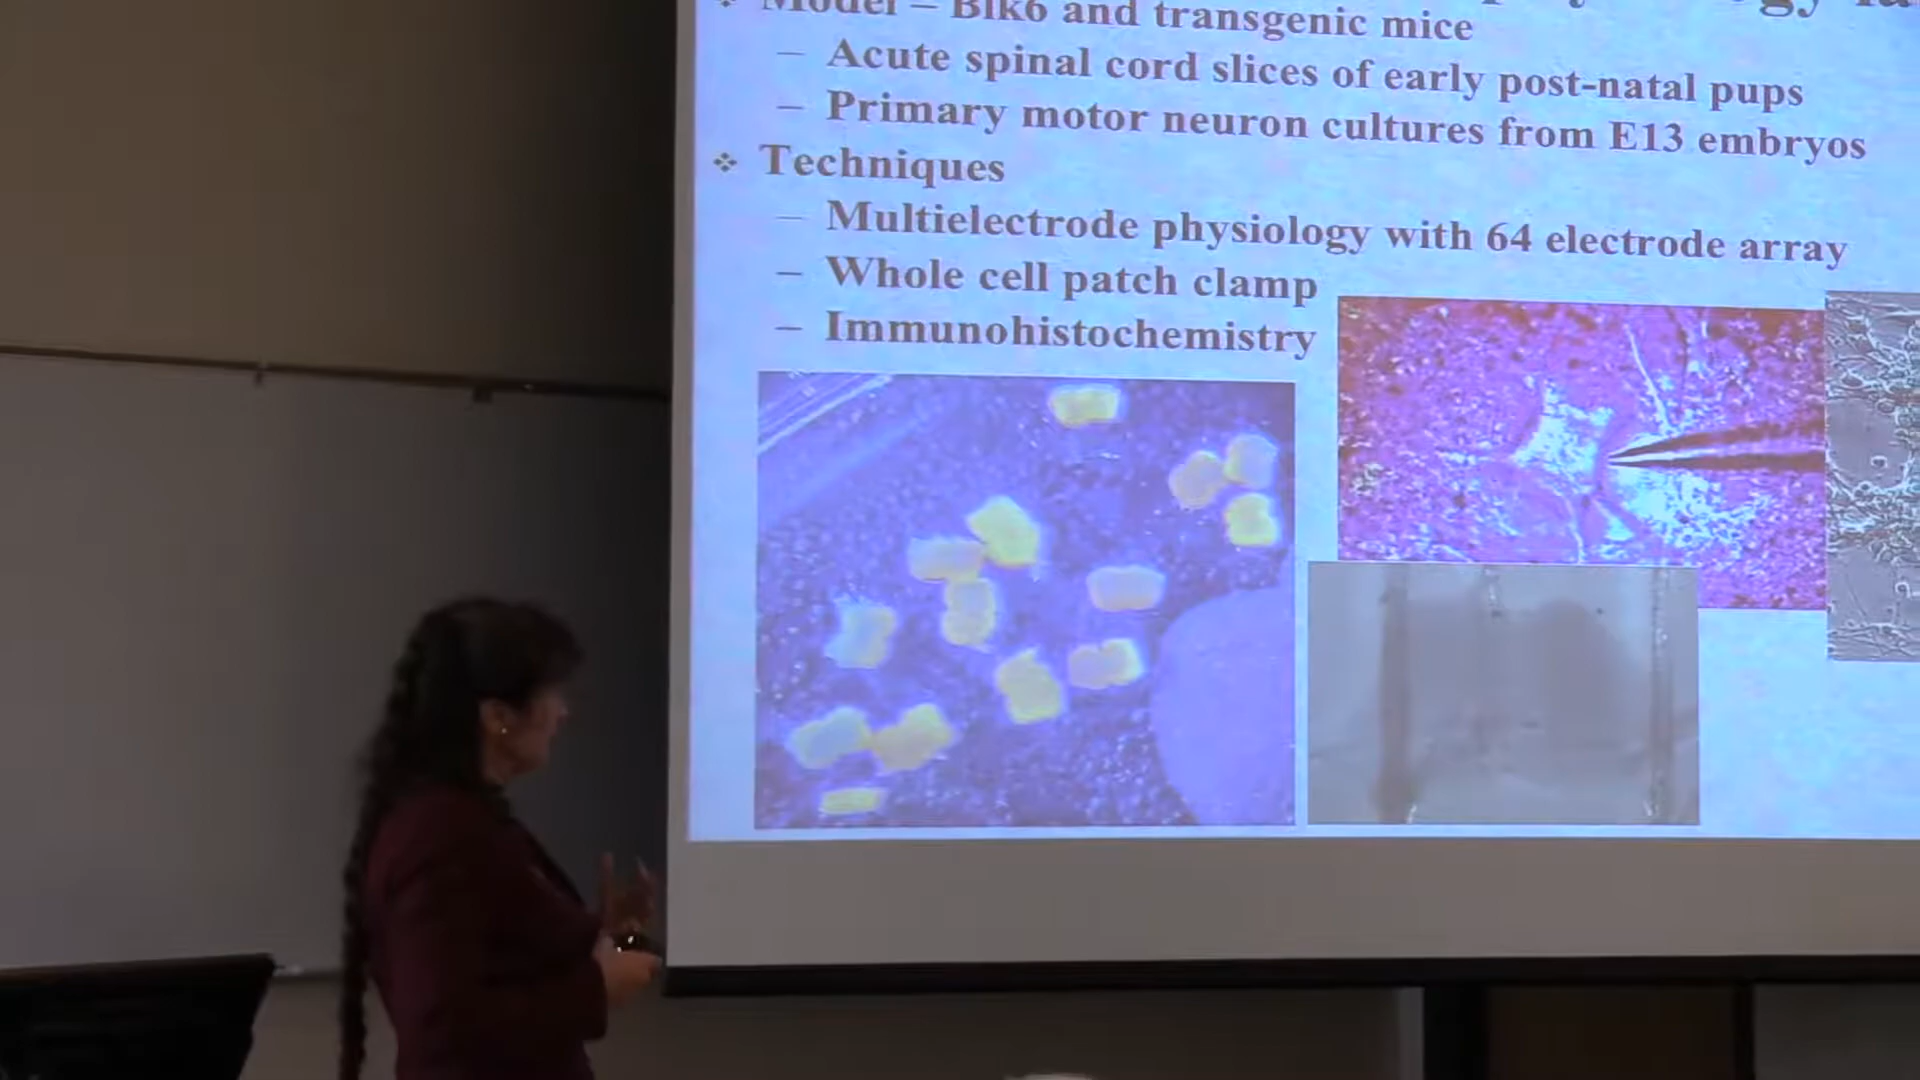 ❖ Model – Blk6 and transgenic mice
– Acute spinal cord slices of early post-natal pups
– Primary motor neuron cultures from E13 embryos
❖ Techniques
– Multielectrode physiology with 64 electrode array
– Whole cell patch clamp
– Immunohistochemistry